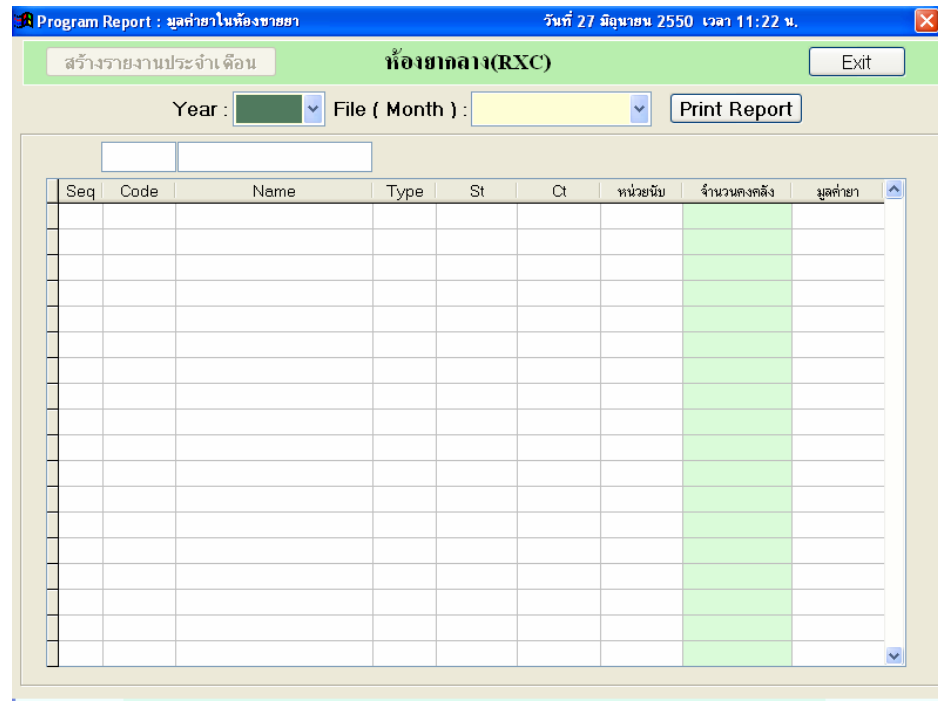 Program Report : มูลค่ายาในห้องขายยา วันที่ 27 มิถุนายน 2550 เวลา 11:22 น.
สร้างรายงานประจำเดือน ห้องยากลาง(RXC) Exit
Year : File ( Month ) : Print Report
Seq Code Name Type St Ct หน่วยนับ จำนวนคงคลัง มูลค่ายา